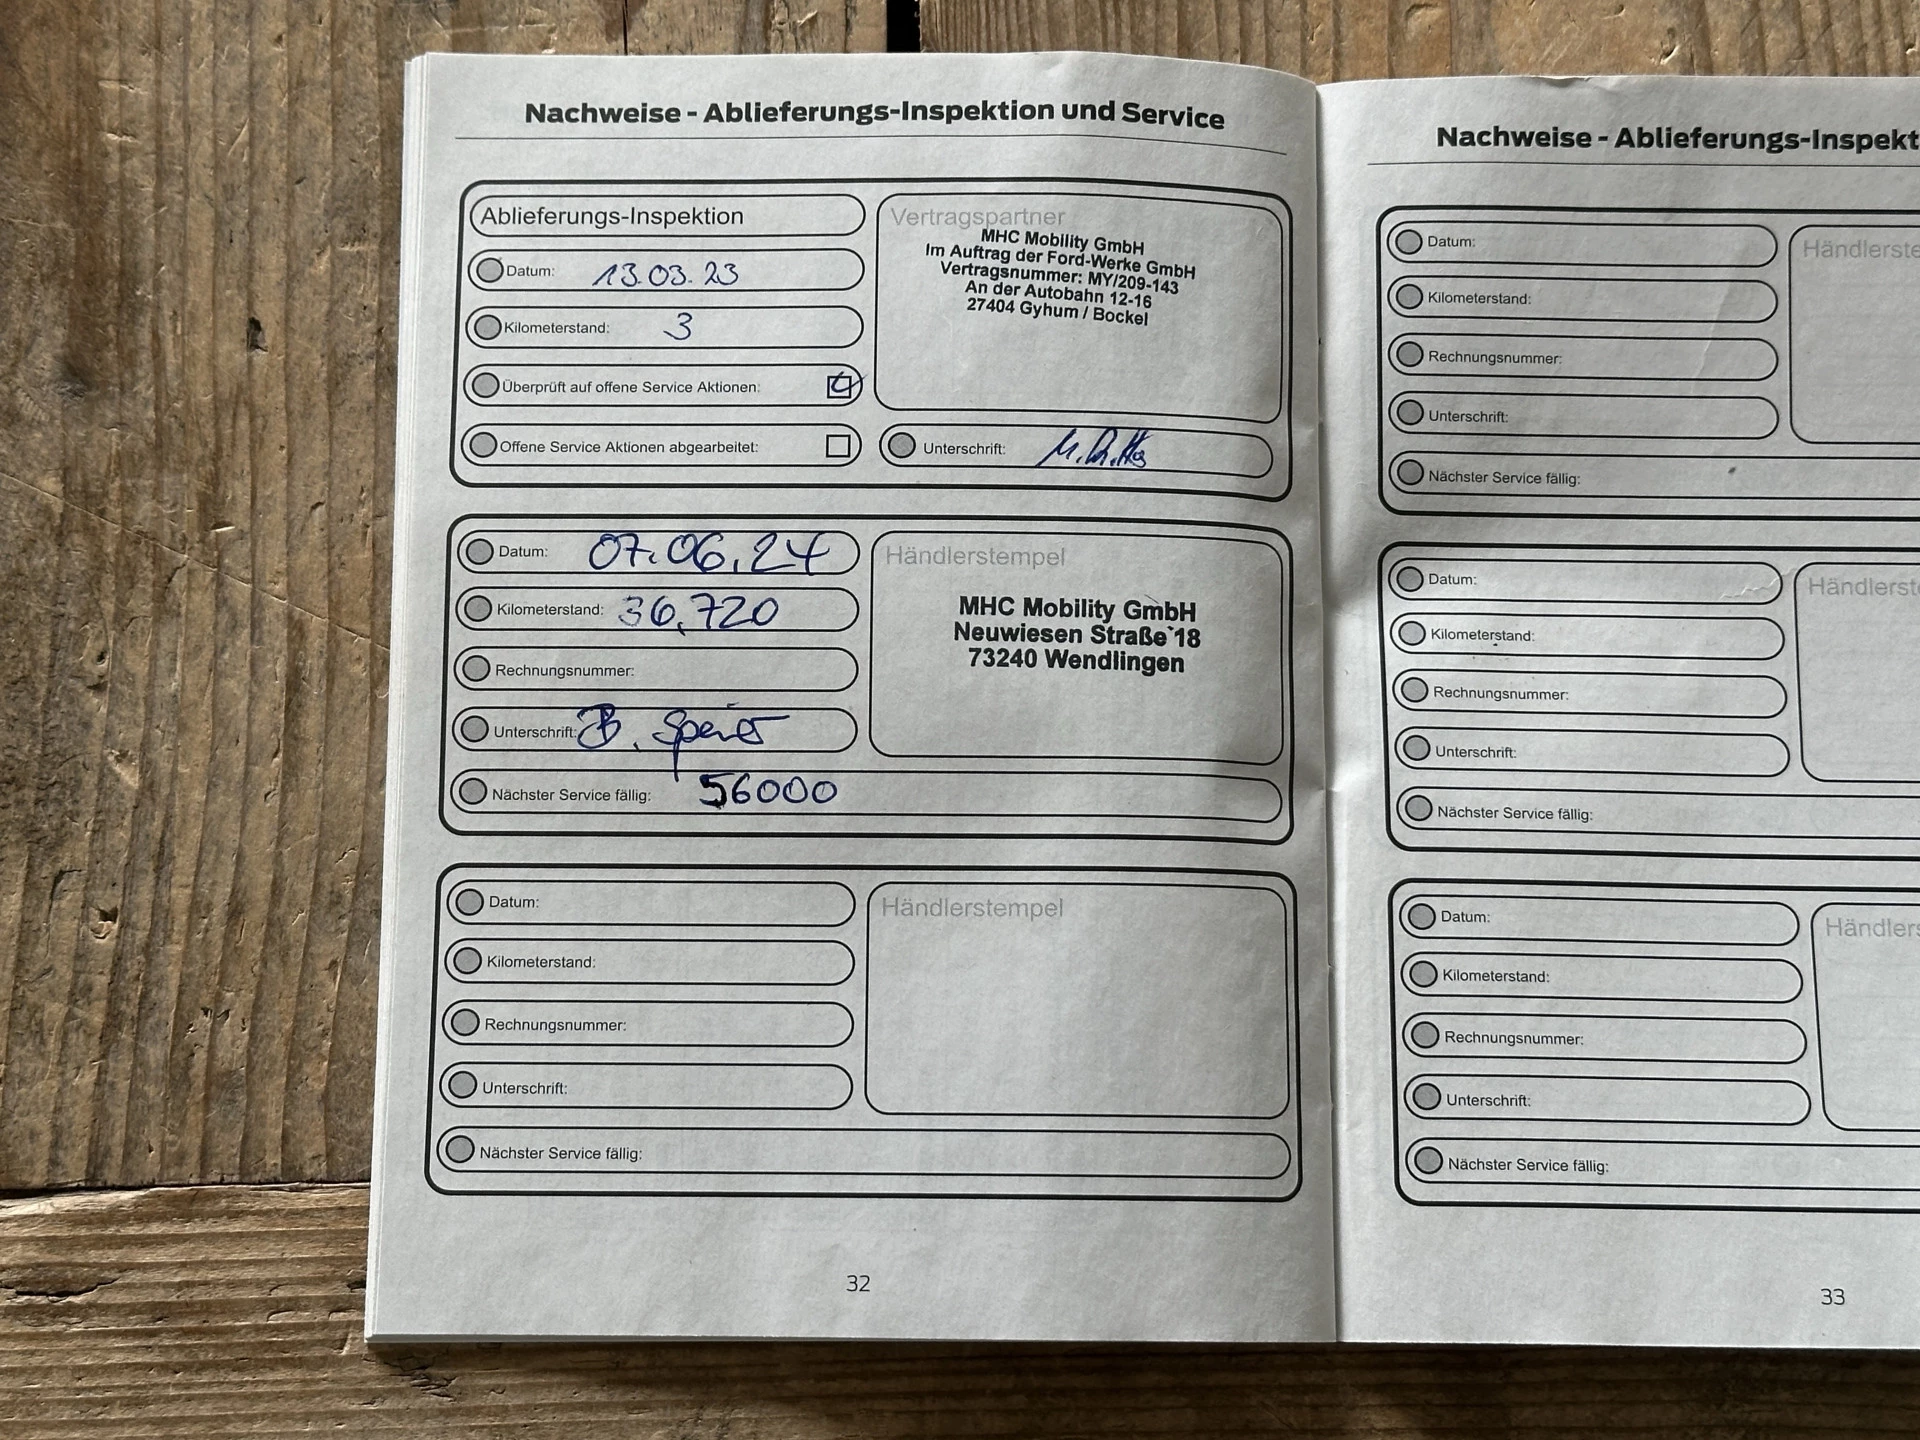 Nachweise - Ablieferungs-Inspektion und Service
Ablieferungs-Inspektion
Datum: 13.03.23
Kilometerstand: 3
Überprüft auf offene Service Aktionen:
Offene Service Aktionen abgearbeitet:
Vertragspartner
MHC Mobility GmbH
Im Auftrag der Ford-Werke GmbH
Vertragsnummer: MY/209-143
An der Autobahn 12-16
27404 Gyhum / Bockel
Unterschrift:
Datum: 07.06.24
Kilometerstand: 36.720
Rechnungsnummer:
Unterschrift: B.
Nächster Service fällig: 56000
Händlerstempel
MHC Mobility GmbH
Neuwiesen Straße 18
73240 Wendlingen
Datum:
Kilometerstand:
Rechnungsnummer:
Unterschrift:
Nächster Service fällig:
Händlerstempel
32
Nachweise - Ablieferungs-Inspekt
Datum:
Kilometerstand:
Rechnungsnummer:
Unterschrift:
Nächster Service fällig:
Händlerste
Datum:
Kilometerstand:
Rechnungsnummer:
Unterschrift:
Nächster Service fällig:
Händlerst
Datum:
Kilometerstand:
Rechnungsnummer:
Unterschrift:
Nächster Service fällig:
Händlers
33